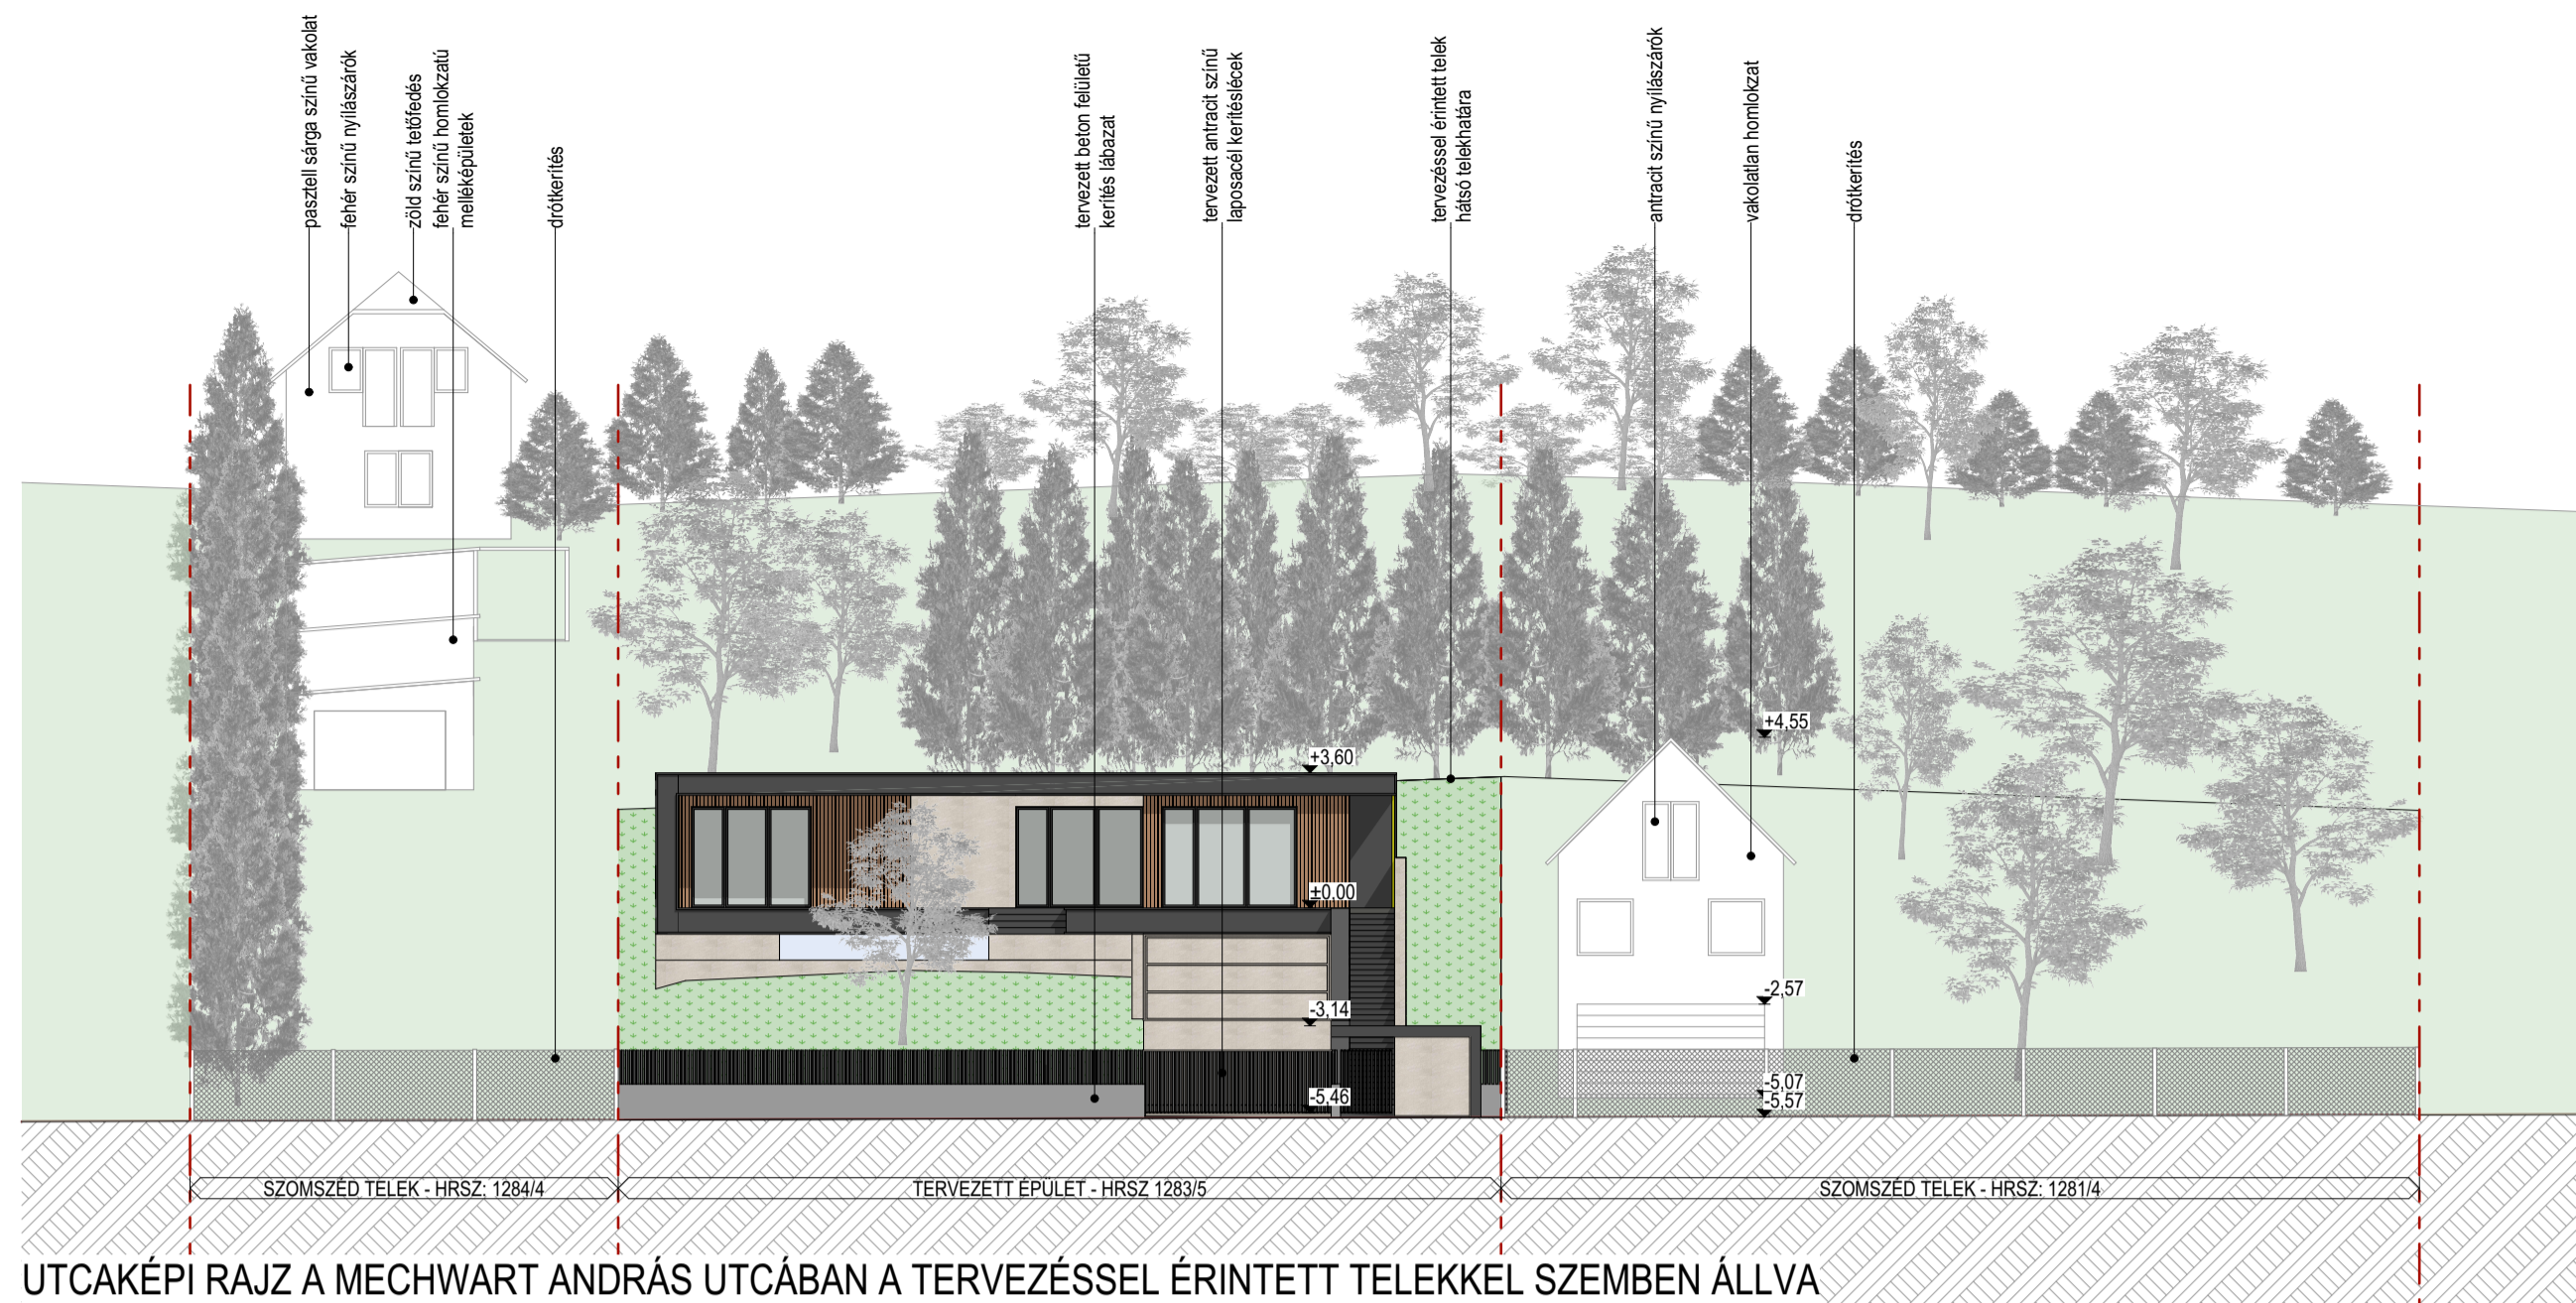 pasztell sárga színű vakolat
fehér színű nyílászárók
zöld színű tetőfedés
fehér színű homlokzatú
melléképületek
drótkerítés
tervezett beton felületű
kerítés lábazat
tervezett antracit színű
laposacél kerítéslécek
tervezéssel érintett telek
hátsó telekhatára
antracit színű nyílászárók
vakolatlan homlokzat
drótkerítés
+4,55
+3,60
±0,00
-2,57
-3,14
-5,07
-5,46
-5,57
SZOMSZÉD TELEK - HRSZ: 1284/4
TERVEZETT ÉPÜLET - HRSZ 1283/5
SZOMSZÉD TELEK - HRSZ: 1281/4
UTCAKÉPI RAJZ A MECHWART ANDRÁS UTCÁBAN A TERVEZÉSSEL ÉRINTETT TELEKKEL SZEMBEN ÁLLVA